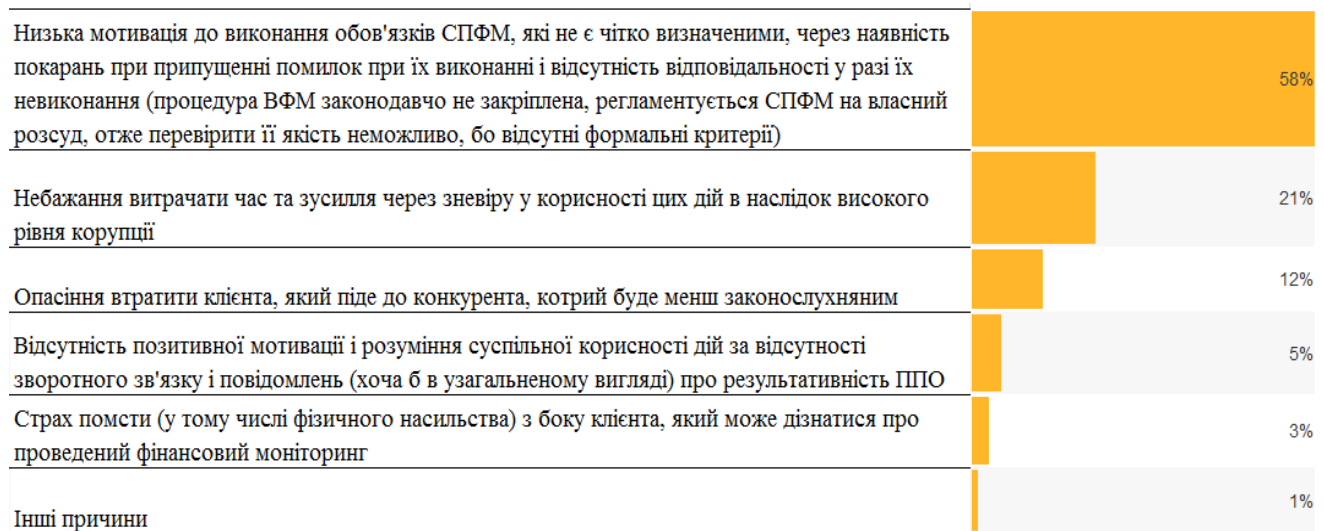 Низька мотивація до виконання обов'язків СПФМ, які не є чітко визначеними, через наявність
покарань при припущенні помилок при їх виконанні і відсутність відповідальності у разі їх
невиконання (процедура ВФМ законодавчо не закріплена, регламентується СПФМ на власний
розсуд, отже перевірити її якість неможливо, бо відсутні формальні критерії)
58%
Небажання витрачати час та зусилля через зневіру у корисності цих дій в наслідок високого
рівня корупції
21%
Опасіння втратити клієнта, який піде до конкурента, котрий буде менш законослухняним
12%
Відсутність позитивної мотивації і розуміння суспільної корисності дій за відсутності
зворотного зв'язку і повідомлень (хоча б в узагальненому вигляді) про результативність ППО
5%
Страх помсти (у тому числі фізичного насильства) з боку клієнта, який може дізнатися про
проведений фінансовий моніторинг
3%
Інші причини
1%